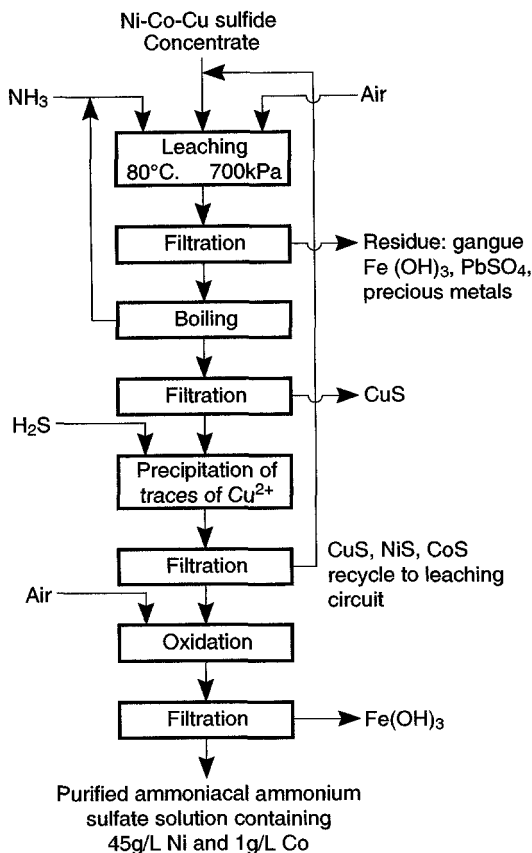 Ni-Co-Cu sulfide
Concentrate
NH3
Air
Leaching
80°C. 700kPa
Filtration
Residue: gangue
Fe (OH)3, PbSO4,
precious metals
Boiling
Filtration
CuS
H2S
Precipitation of
traces of Cu2+
Filtration
CuS, NiS, CoS
recycle to leaching
circuit
Air
Oxidation
Filtration
Fe(OH)3
Purified ammoniacal ammonium
sulfate solution containing
45g/L Ni and 1g/L Co